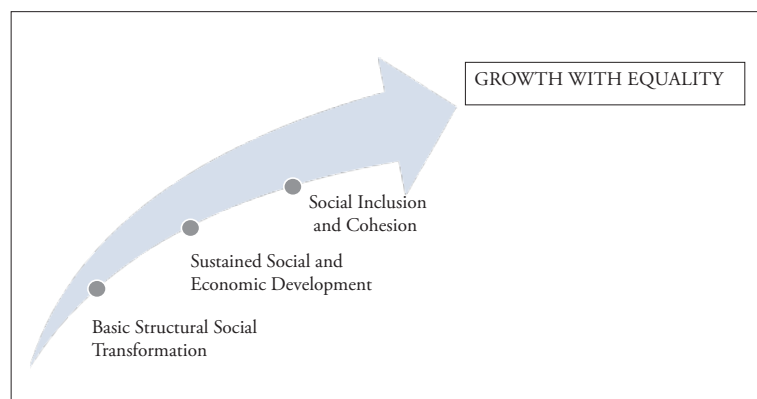 GROWTH WITH EQUALITY
Social Inclusion
and Cohesion
Sustained Social and
Economic Development
Basic Structural Social
Transformation